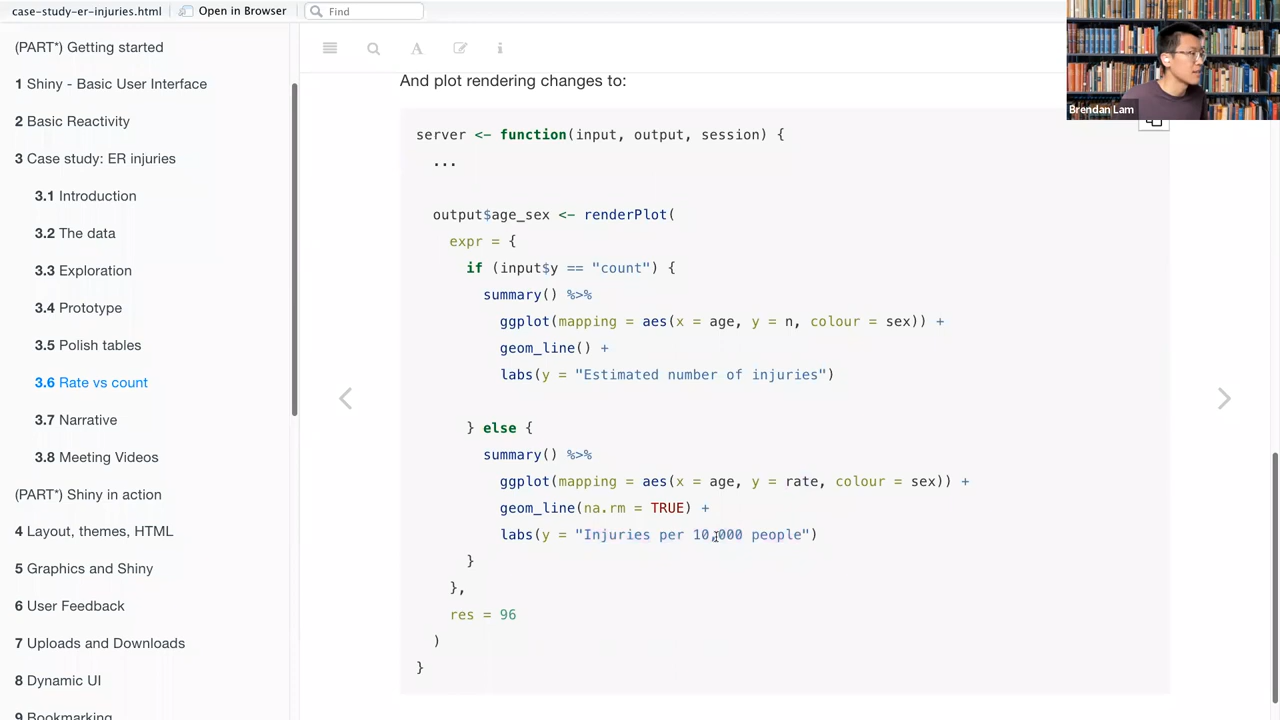 case-study-er-injuries.html
Open in Browser
Find
(PART*) Getting started
1 Shiny - Basic User Interface
2 Basic Reactivity
3 Case study: ER injuries
3.1 Introduction
3.2 The data
3.3 Exploration
3.4 Prototype
3.5 Polish tables
3.6 Rate vs count
3.7 Narrative
3.8 Meeting Videos
(PART*) Shiny in action
4 Layout, themes, HTML
5 Graphics and Shiny
6 User Feedback
7 Uploads and Downloads
8 Dynamic UI
9 Bookmarking
And plot rendering changes to:
server <- function(input, output, session) {
...
output$age_sex <- renderPlot(
expr = {
if (input$y == "count") {
summary() %>%
ggplot(mapping = aes(x = age, y = n, colour = sex)) +
geom_line() +
labs(y = "Estimated number of injuries")
} else {
summary() %>%
ggplot(mapping = aes(x = age, y = rate, colour = sex)) +
geom_line(na.rm = TRUE) +
labs(y = "Injuries per 10,000 people")
}
},
res = 96
)
}
Brendan Lam